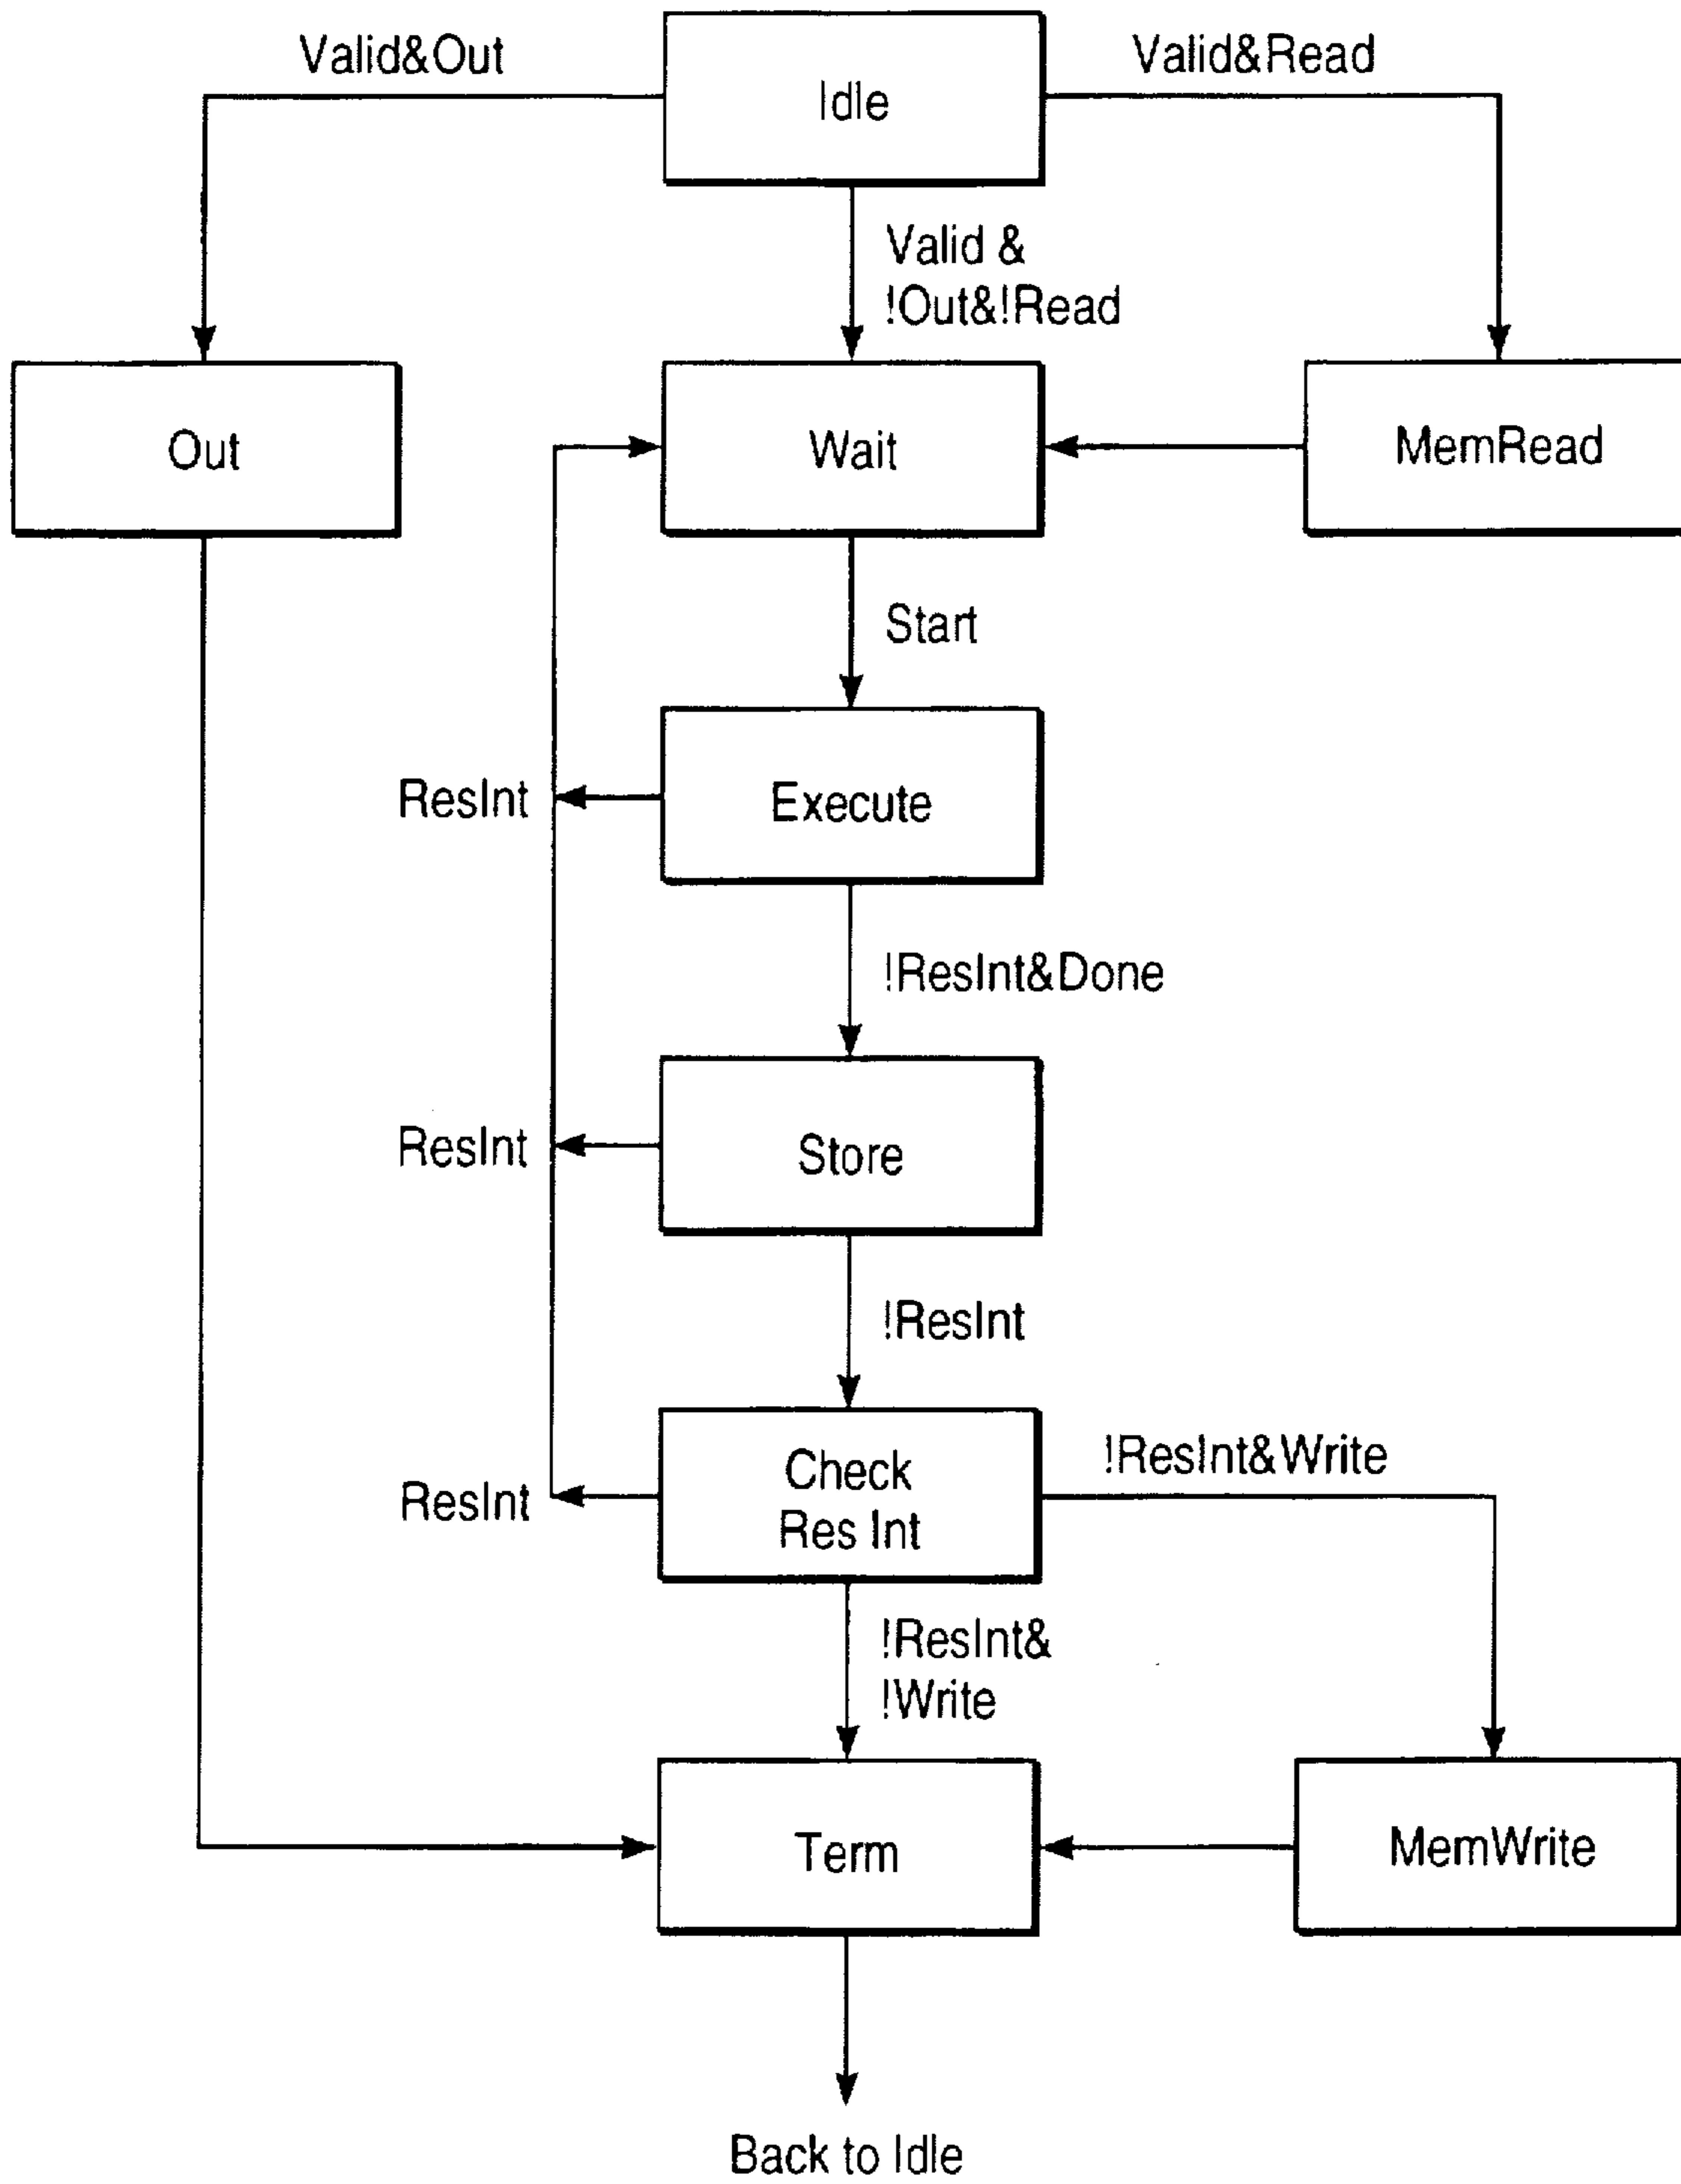 Valid&Out
Idle
Valid&Read
Valid &
!Out&!Read
Out
Wait
MemRead
Start
ResInt
Execute
!ResInt&Done
ResInt
Store
!ResInt
ResInt
Check
Res Int
!ResInt&Write
!ResInt&
!Write
Term
MemWrite
Back to Idle